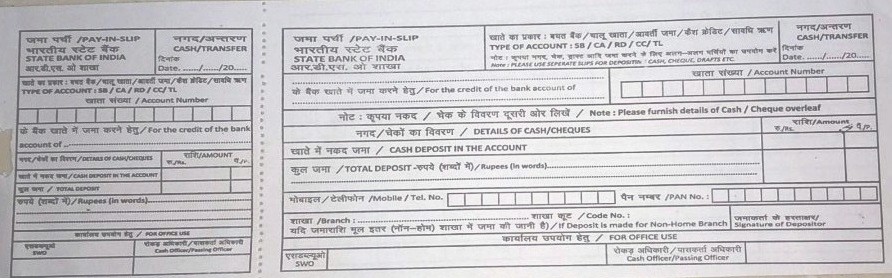 जमा पर्ची /PAY-IN-SLIP
भारतीय स्टेट बैंक
STATE BANK OF INDIA
आर.डी.एस. ओ शाखा
नगद/अन्तरण
CASH/TRANSFER
दिनांक
Date....../....../20.....
खाते का प्रकार : बचत बैंक/चालू खाता/आवर्ती जमा/कैश क्रेडिट/सावधि ऋण
TYPE OF ACCOUNT : SB / CA / RD / CC/ TL
खाता संख्या / Account Number
के बैंक खाते में जमा करने हेतु/For the credit of the bank
account of
नगद/चेकों का विवरण/DETAILS OF CASH/CHEQUES
राशि/AMOUNT
रु./Rs. पै./P.
खाते में नकद जमा / CASH DEPOSIT IN THE ACCOUNT
कुल जमा / TOTAL DEPOSIT
रुपये (शब्दों में)/Rupees (in words)
कार्यालय उपयोग हेतु / FOR OFFICE USE
एसडब्ल्यूओ
SWO
रोकड़ अधिकारी/पासकर्ता अधिकारी
Cash Officer/Passing Officer
जमा पर्ची /PAY-IN-SLIP
भारतीय स्टेट बैंक
STATE BANK OF INDIA
आर.डी.एस. ओ शाखा
खाते का प्रकार : बचत बैंक/चालू खाता/आवर्ती जमा/कैश क्रेडिट/सावधि ऋण
TYPE OF ACCOUNT : SB / CA / RD / CC/ TL
नोट : कृपया नगद, चेक, ड्राफ्ट आदि जमा करने के लिए अलग-अलग पर्चियों का उपयोग करें
Note : PLEASE USE SEPERATE SLIPS FOR DEPOSITIN : CASH, CHEQUE, DRAFTS ETC.
नगद/अन्तरण
CASH/TRANSFER
दिनांक
Date....../....../20.....
खाता संख्या / Account Number
के बैंक खाते में जमा करने हेतु/For the credit of the bank account of
नोट : कृपया नकद / चेक के विवरण दूसरी ओर लिखें / Note : Please furnish details of Cash / Cheque overleaf
नगद/चेकों का विवरण / DETAILS OF CASH/CHEQUES
राशि/Amount
रु./Rs. पै./P.
खाते में नकद जमा / CASH DEPOSIT IN THE ACCOUNT
कुल जमा /TOTAL DEPOSIT -रुपये (शब्दों में)/Rupees (in words)
मोबाइल/टेलीफोन /Mobile / Tel. No.
पैन नम्बर /PAN No. :
शाखा /Branch : शाखा कूट / Code No. :
यदि जमाराशि मूल इतर (नॉन-होम) शाखा में जमा की जानी है)/If Deposit is made for Non-Home Branch
जमाकर्ता के हस्ताक्षर/
Signature of Depositor
कार्यालय उपयोग हेतु / FOR OFFICE USE
एसडब्ल्यूओ
SWO
रोकड़ अधिकारी/पासकर्ता अधिकारी
Cash Officer/Passing Officer